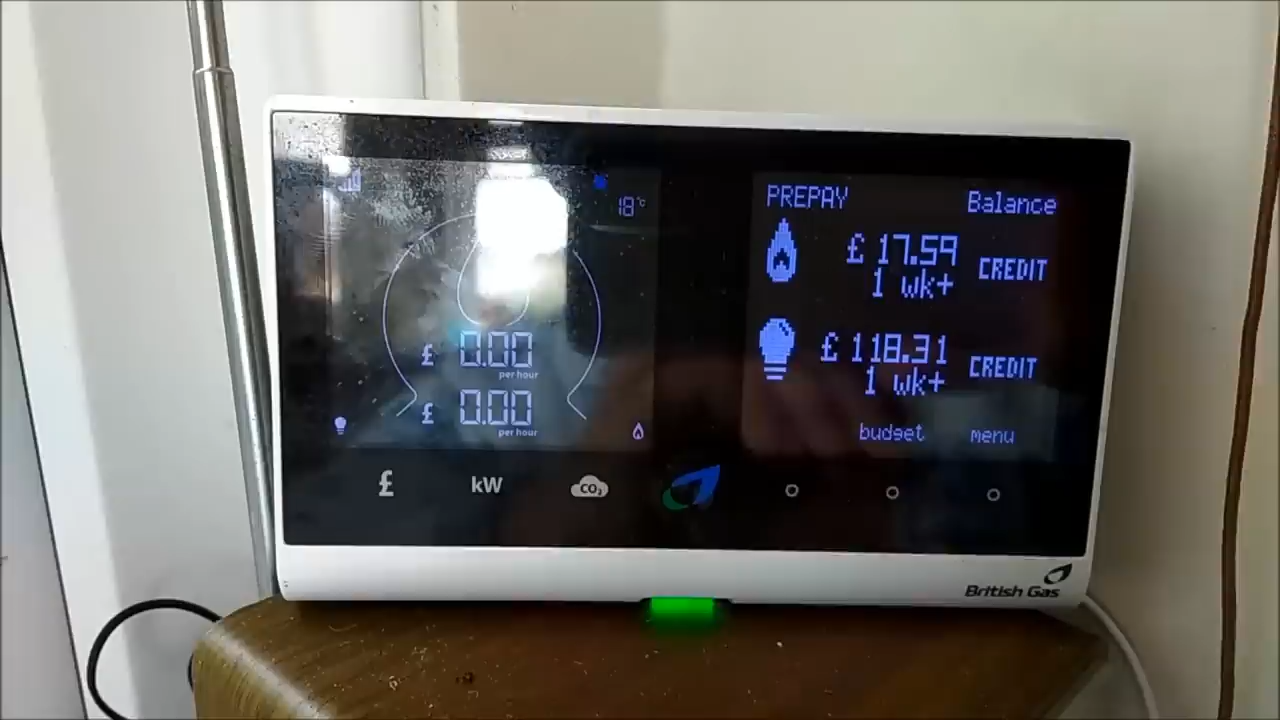 18°C
£ 0.00
per hour
£ 0.00
per hour
£ kW CO2
PREPAY Balance
£ 17.59 CREDIT
1 wk+
£ 118.31 CREDIT
1 wk+
budget menu
British Gas